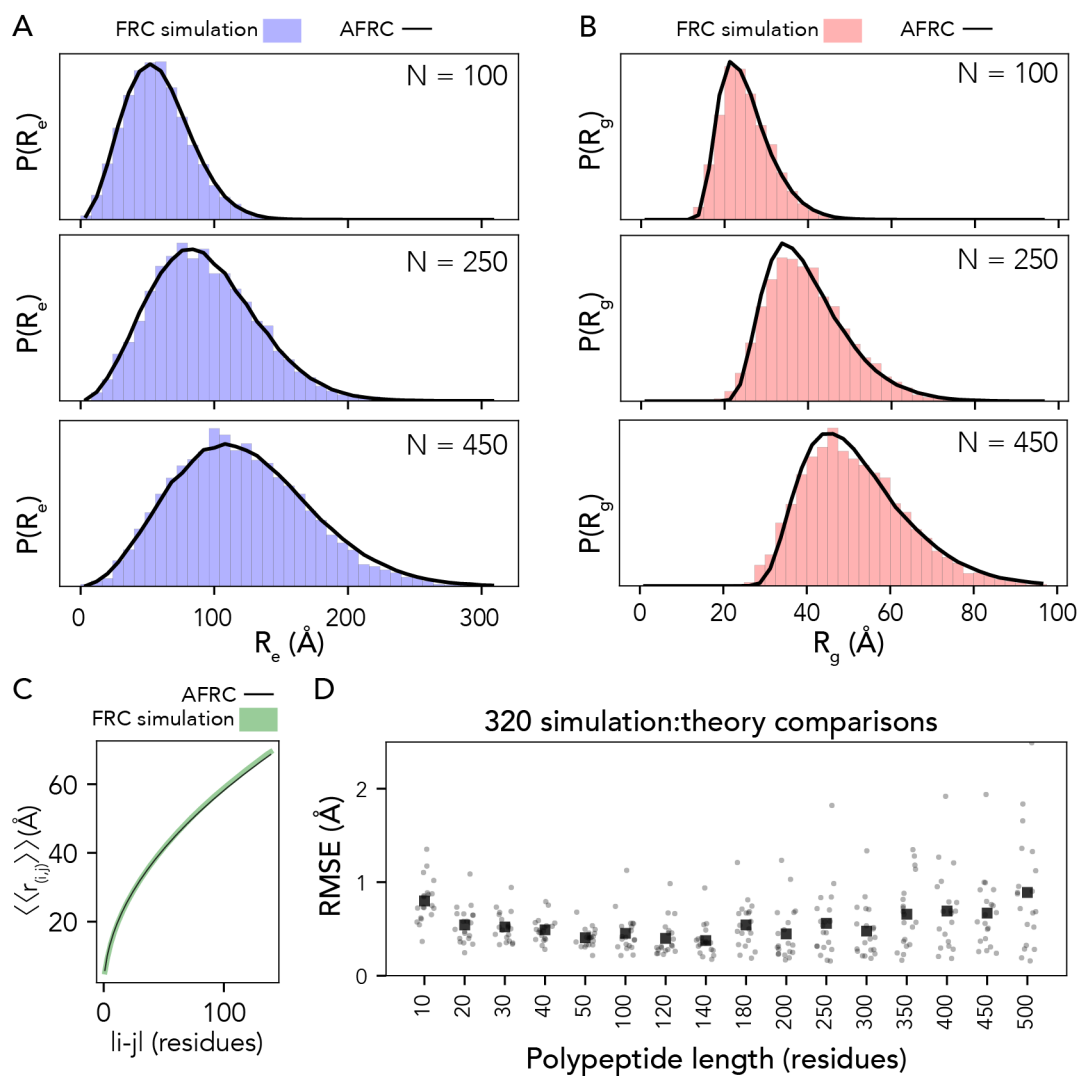 A
FRC simulation
AFRC
N = 100
P(Re)
N = 250
P(Re)
N = 450
P(Re)
0 100 200 300
Re (Å)
B
FRC simulation
AFRC
N = 100
P(Rg)
N = 250
P(Rg)
N = 450
P(Rg)
0 20 40 60 80 100
Rg (Å)
C
AFRC
FRC simulation
60
40
20
⟨⟨r(i,j)⟩⟩(Å)
0 100
li-jl (residues)
D
320 simulation:theory comparisons
2
1
0
RMSE (Å)
10 20 30 40 50 100 120 140 180 200 250 300 350 400 450 500
Polypeptide length (residues)